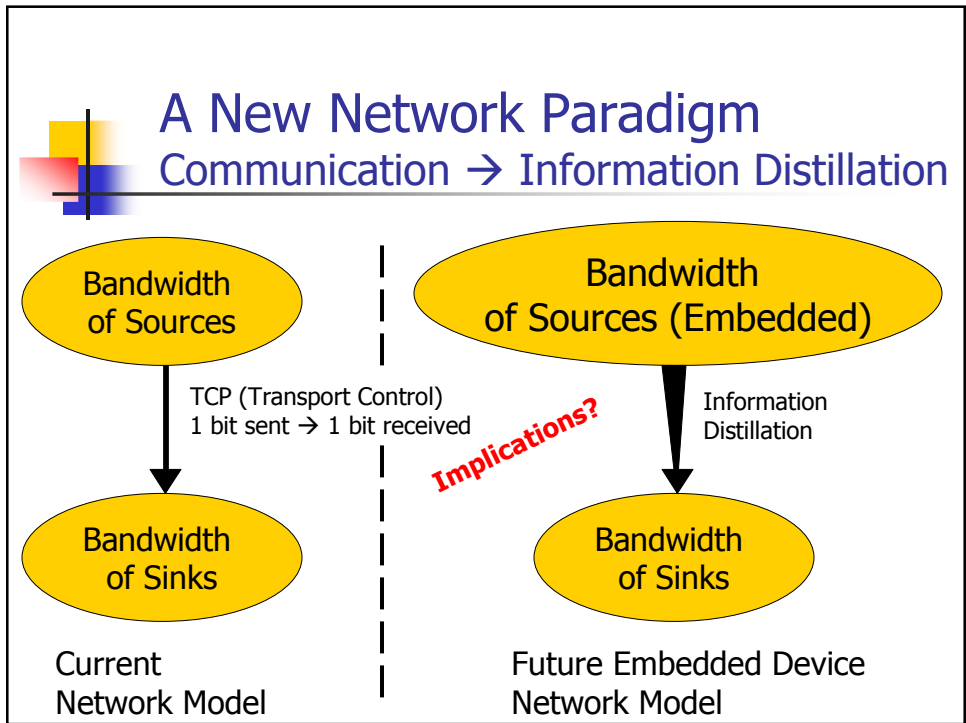 A New Network Paradigm
Communication → Information Distillation
Bandwidth
of Sources
TCP (Transport Control)
1 bit sent → 1 bit received
Bandwidth
of Sinks
Current
Network Model
Implications?
Bandwidth
of Sources (Embedded)
Information
Distillation
Bandwidth
of Sinks
Future Embedded Device
Network Model